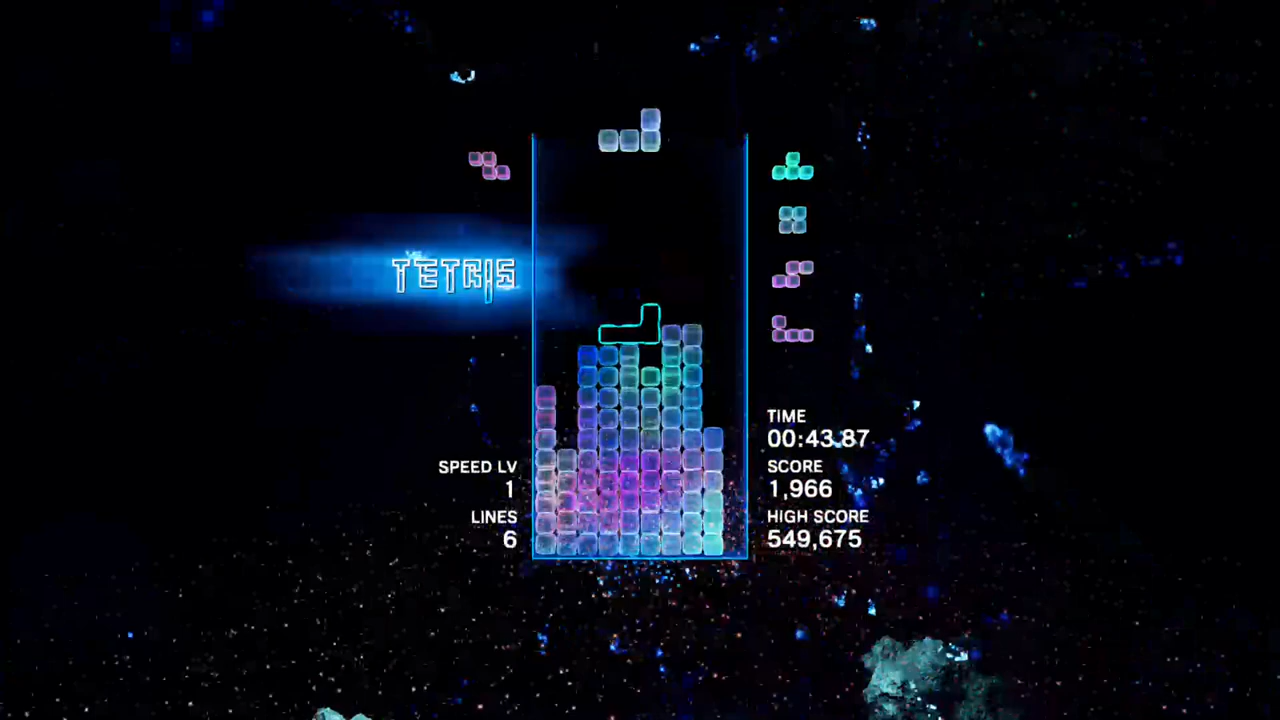 TETRIS
SPEED LV
1
LINES
6
TIME
00:43.87
SCORE
1,966
HIGH SCORE
549,675